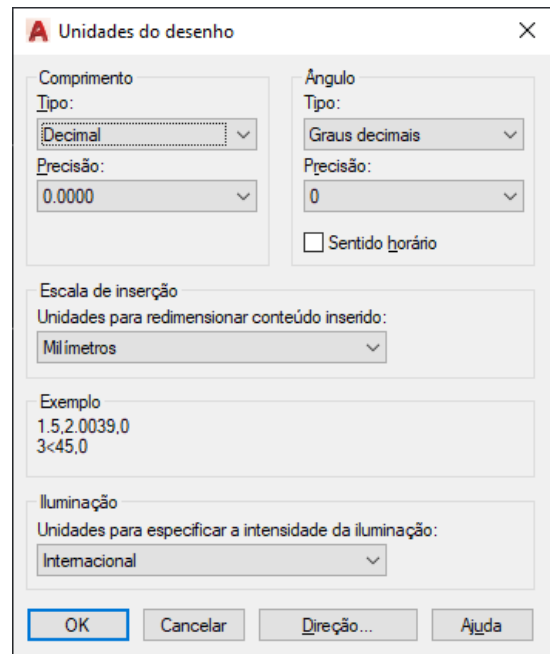 Unidades do desenho
Comprimento
Tipo:
Decimal
Precisão:
0.0000
Ângulo
Tipo:
Graus decimais
Precisão:
0
Sentido horário
Escala de inserção
Unidades para redimensionar conteúdo inserido:
Milímetros
Exemplo
1.5,2.0039,0
3<45,0
Iluminação
Unidades para especificar a intensidade da iluminação:
Internacional
OK Cancelar Direção... Ajuda